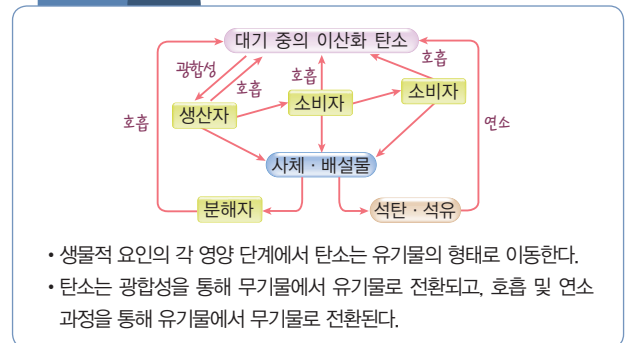 대기 중의 이산화 탄소
광합성
호흡
호흡
호흡
생산자
소비자
소비자
호흡
연소
사체 · 배설물
분해자
석탄 · 석유
• 생물적 요인의 각 영양 단계에서 탄소는 유기물의 형태로 이동한다.
• 탄소는 광합성을 통해 무기물에서 유기물로 전환되고, 호흡 및 연소
과정을 통해 유기물에서 무기물로 전환된다.